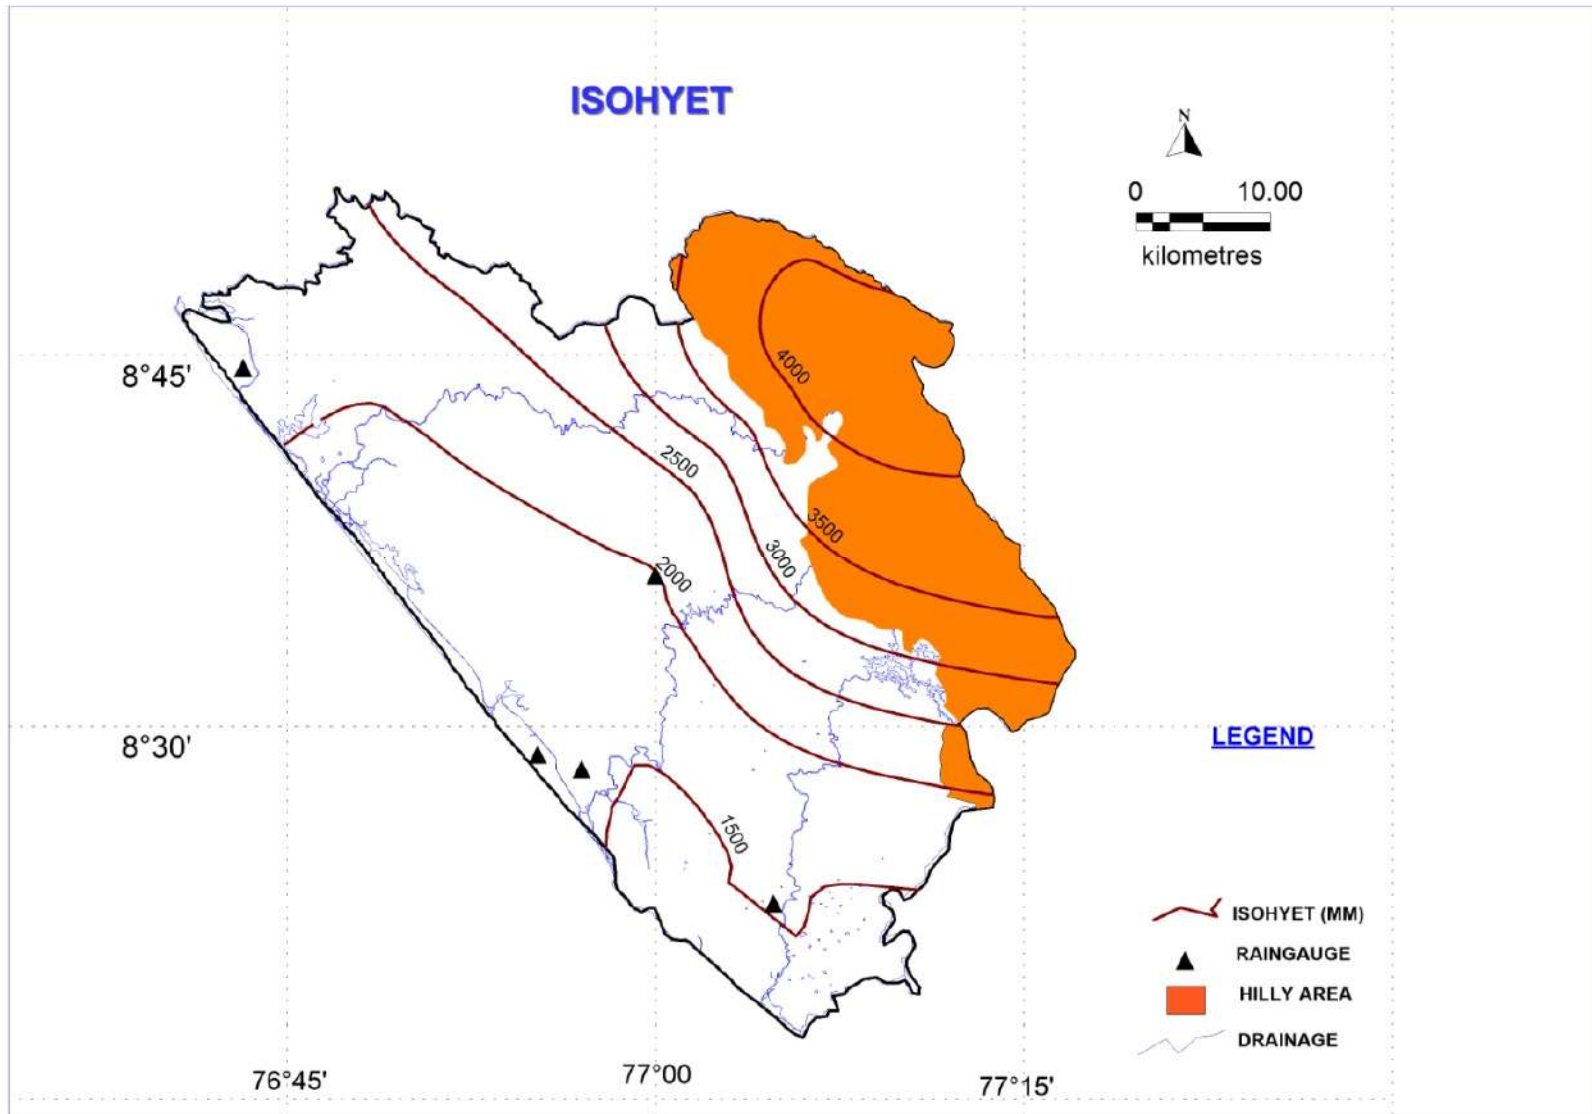 ISOHYET
N
0 10.00
kilometres
8°45'
4000
2500
3500
3000
2000
8°30'
LEGEND
1500
ISOHYET (MM)
RAINGAUGE
HILLY AREA
DRAINAGE
76°45'
77°00
77°15'